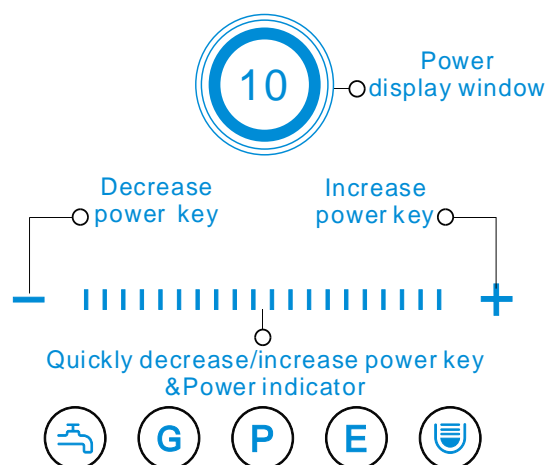 10
Power
display window
Decrease
power key
Increase
power key
− +
Quickly decrease/increase power key
&Power indicator
G P E